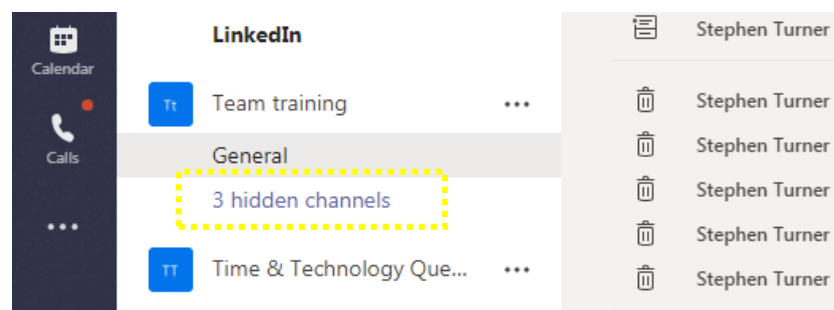 Calendar
Calls
LinkedIn
Tt Team training
General
3 hidden channels
TT Time & Technology Que...
Stephen Turner
Stephen Turner
Stephen Turner
Stephen Turner
Stephen Turner
Stephen Turner